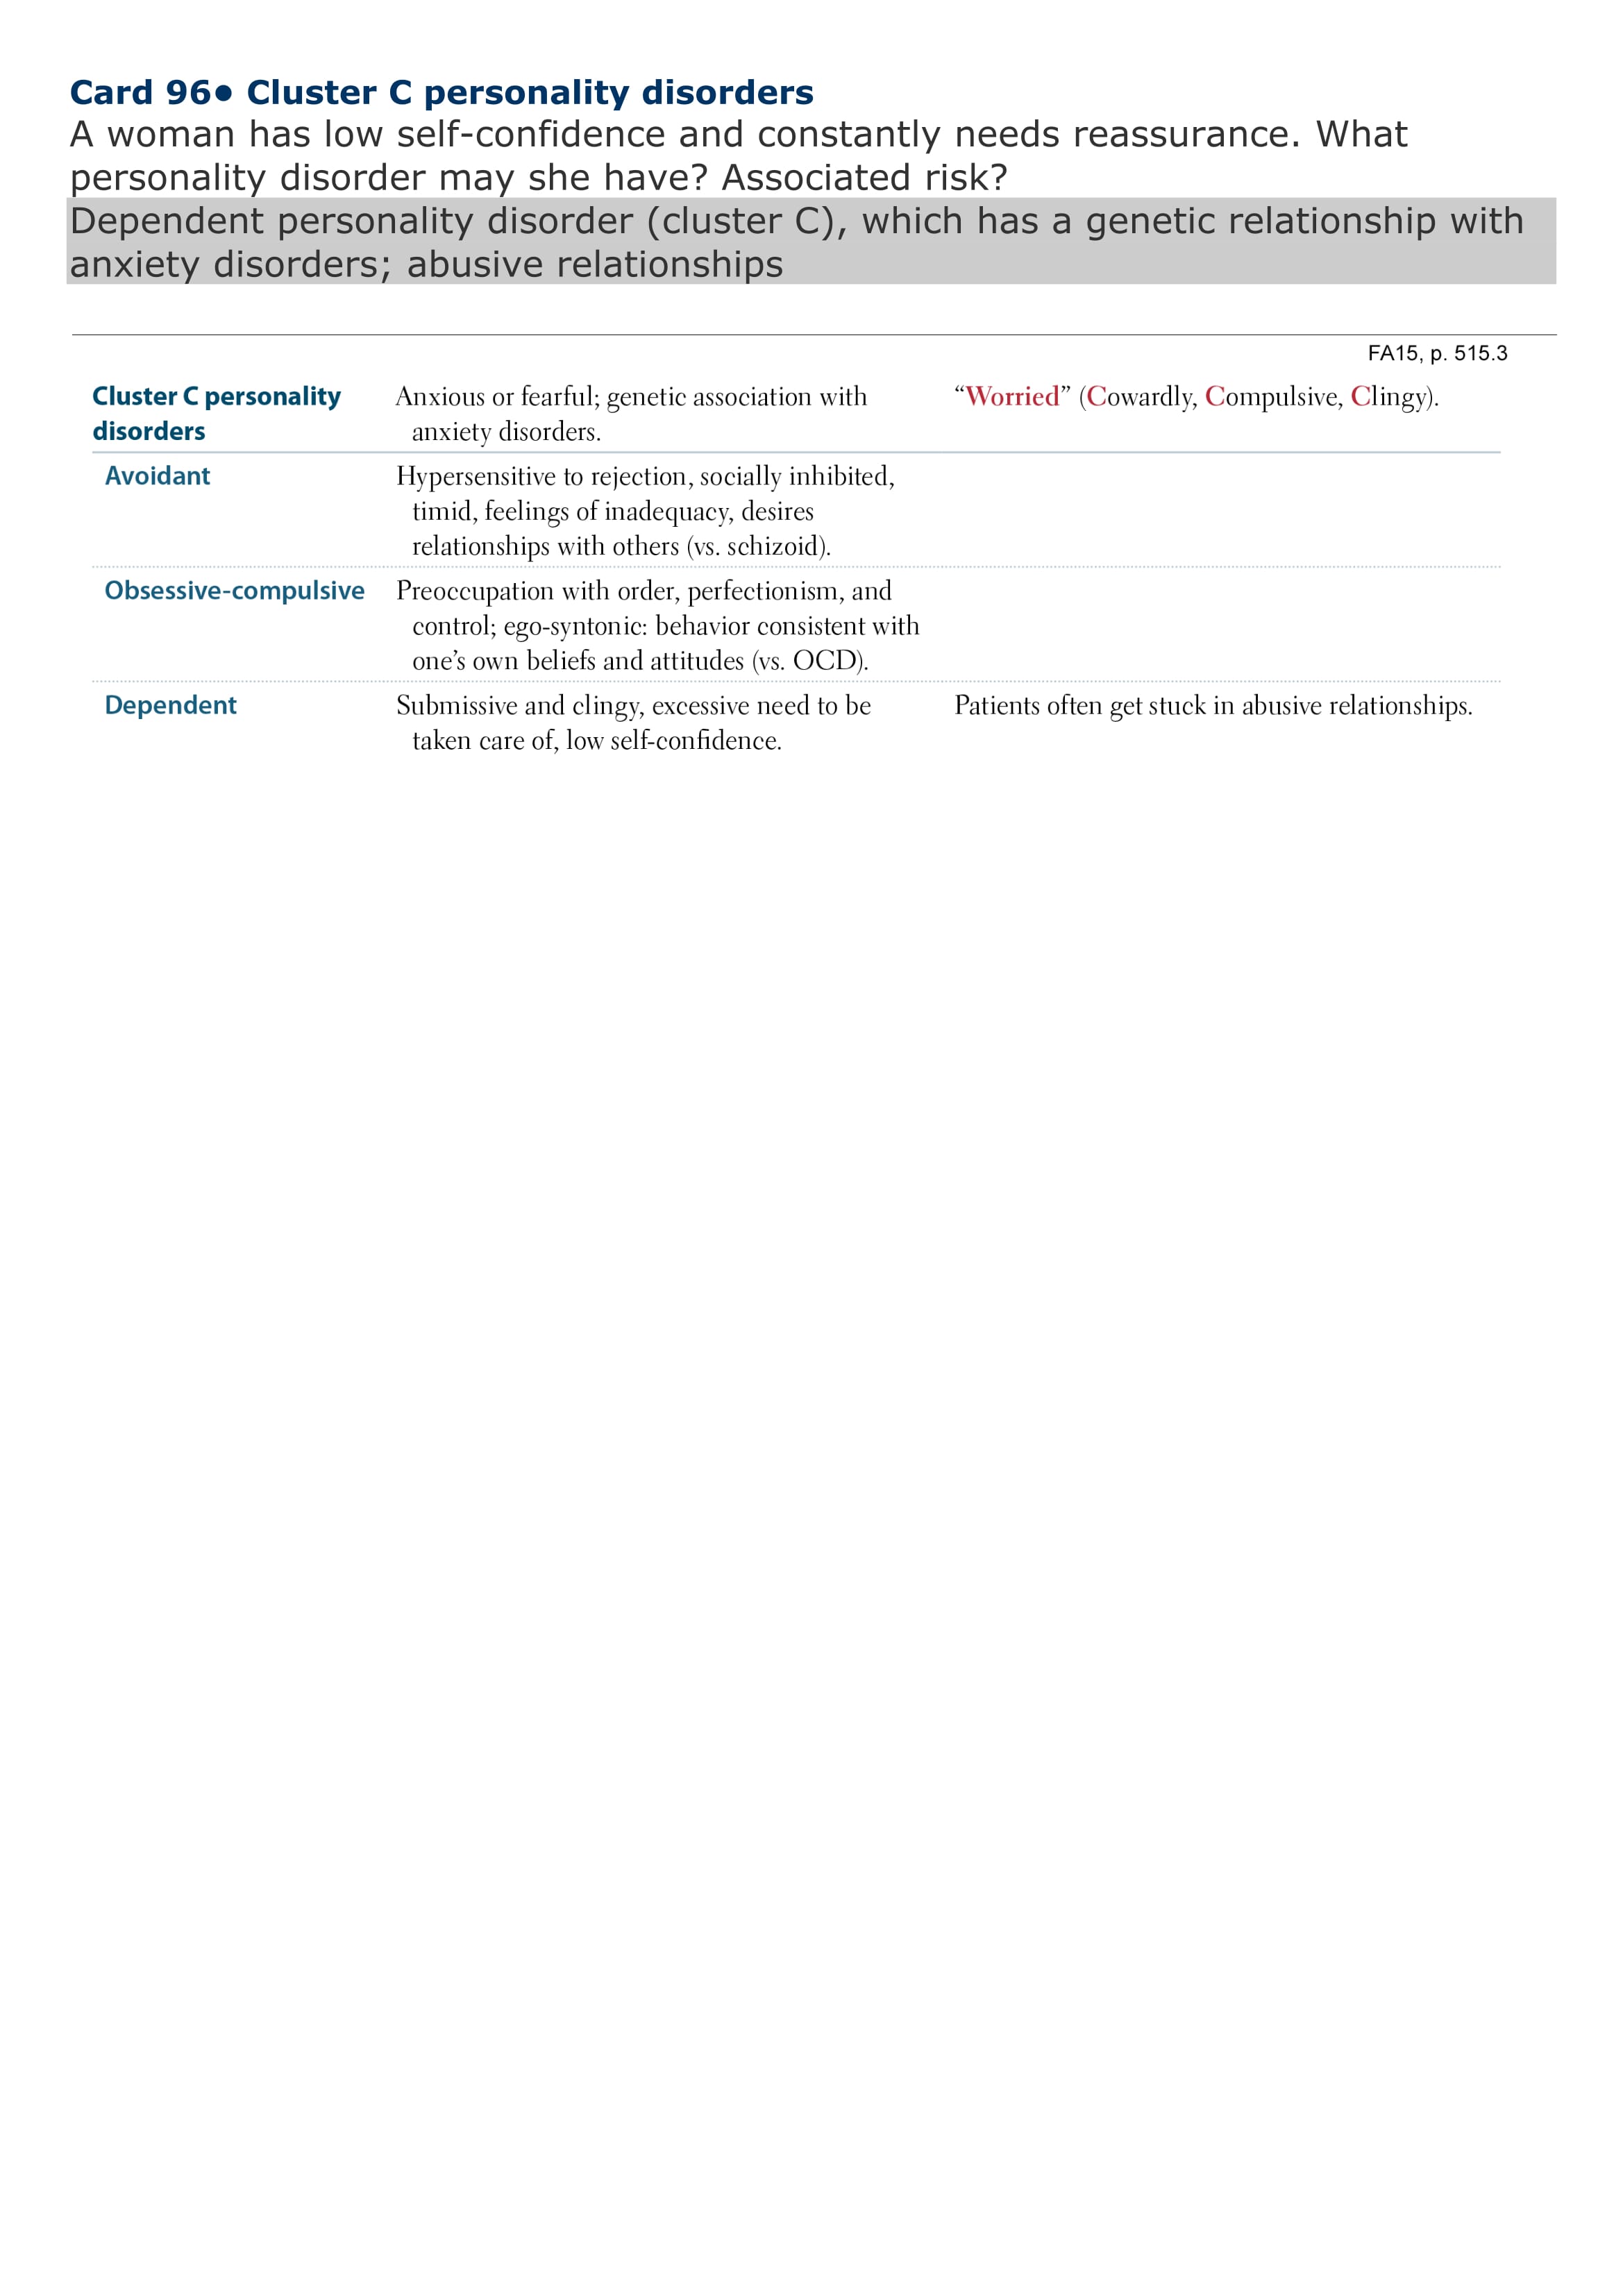 Card 96● Cluster C personality disorders
A woman has low self-confidence and constantly needs reassurance. What
personality disorder may she have? Associated risk?
Dependent personality disorder (cluster C), which has a genetic relationship with
anxiety disorders; abusive relationships
FA15, p. 515.3
Cluster C personality disorders
Anxious or fearful; genetic association with
anxiety disorders.
“Worried” (Cowardly, Compulsive, Clingy).
Avoidant
Hypersensitive to rejection, socially inhibited,
timid, feelings of inadequacy, desires
relationships with others (vs. schizoid).
Obsessive-compulsive
Preoccupation with order, perfectionism, and
control; ego-syntonic: behavior consistent with
one’s own beliefs and attitudes (vs. OCD).
Dependent
Submissive and clingy, excessive need to be
taken care of, low self-confidence.
Patients often get stuck in abusive relationships.